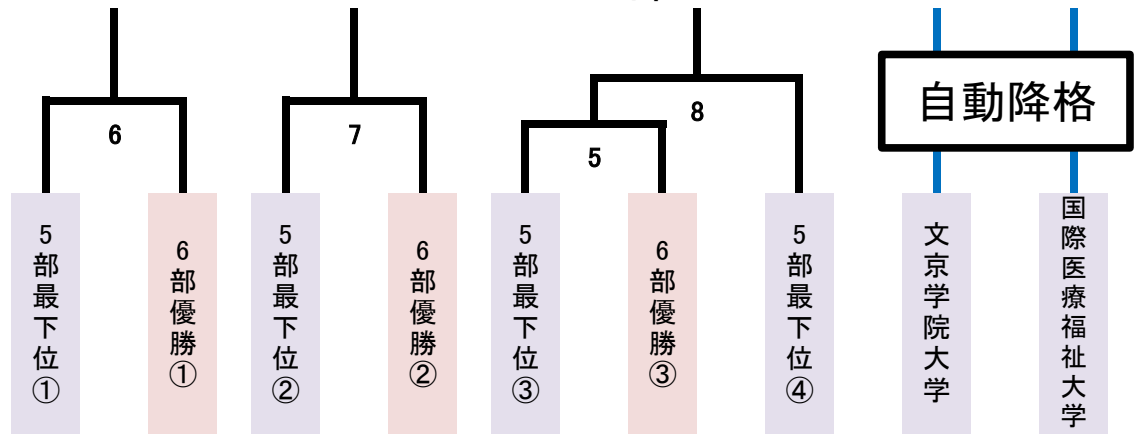 自動降格
8
6
7
5
5部最下位①
6部優勝①
5部最下位②
6部優勝②
5部最下位③
6部優勝③
5部最下位④
文京学院大学
国際医療福祉大学